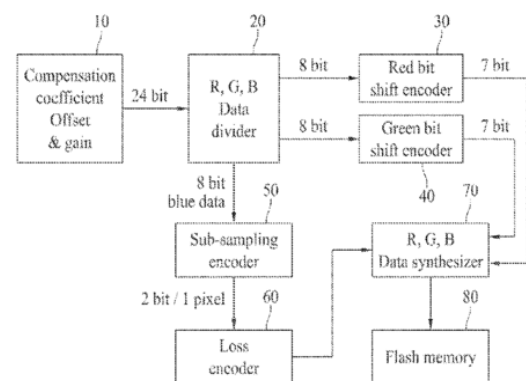 10
20
30
Compensation
coefficient
Offset
& gain
24 bit
R, G, B
Data
divider
8 bit
Red bit
shift encoder
7 bit
8 bit
Green bit
shift encoder
7 bit
40
8 bit
blue data
50
70
Sub-sampling
encoder
R, G, B
Data synthesizer
2 bit / 1 pixel
60
80
Loss
encoder
Flash memory